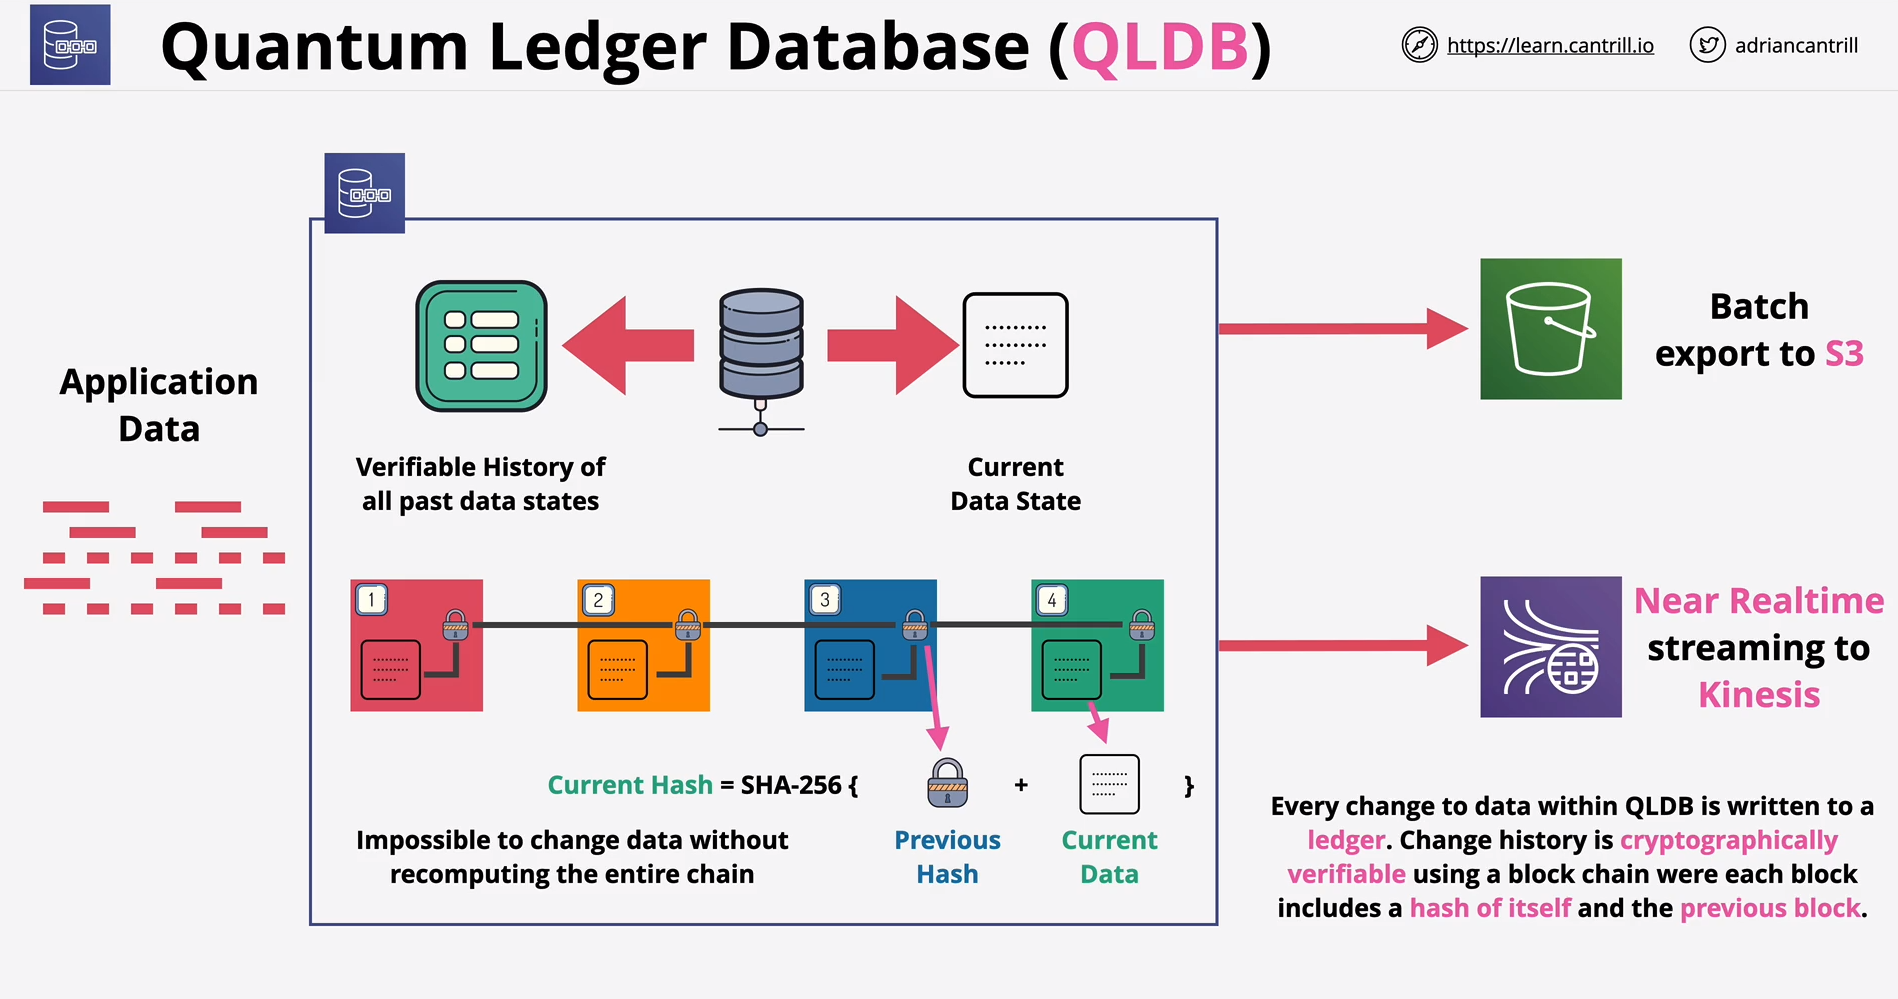 Quantum Ledger Database (QLDB)
https://learn.cantrill.io
adriancantrill
Application
Data
Verifiable History of
all past data states
Current
Data State
1
2
3
4
Current Hash = SHA-256 { + }
Previous
Hash
Current
Data
Impossible to change data without
recomputing the entire chain
Batch
export to S3
Near Realtime
streaming to
Kinesis
Every change to data within QLDB is written to a
ledger. Change history is cryptographically
verifiable using a block chain were each block
includes a hash of itself and the previous block.